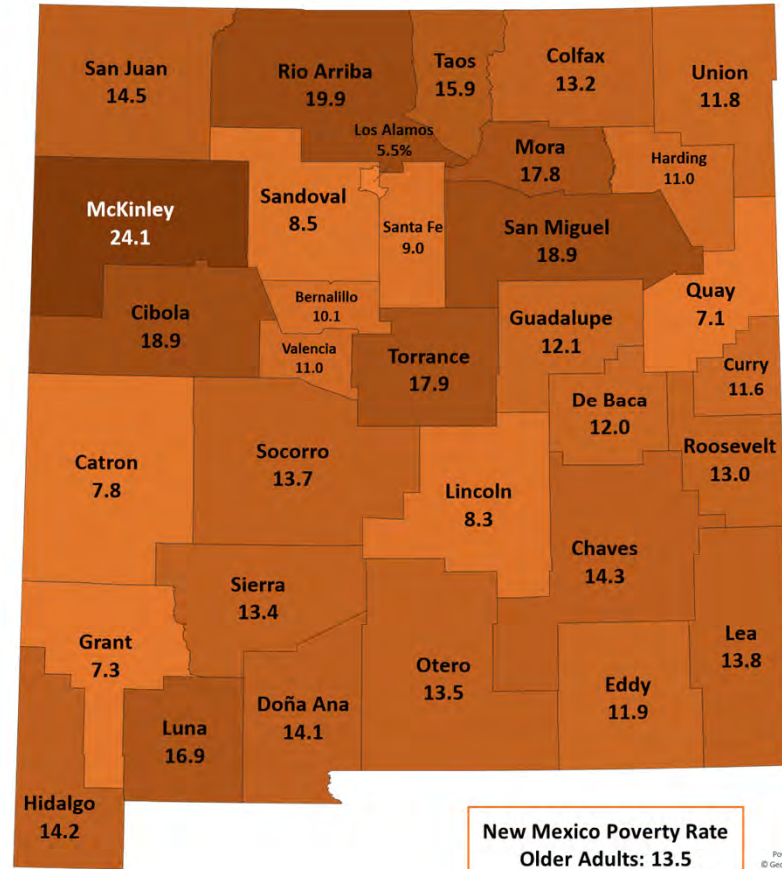 San Juan
14.5
Rio Arriba
19.9
Taos
15.9
Colfax
13.2
Union
11.8
Los Alamos
5.5%
Mora
17.8
Harding
11.0
McKinley
24.1
Sandoval
8.5
Santa Fe
9.0
San Miguel
18.9
Quay
7.1
Cibola
18.9
Bernalillo
10.1
Valencia
11.0
Torrance
17.9
Guadalupe
12.1
Curry
11.6
De Baca
12.0
Roosevelt
13.0
Catron
7.8
Socorro
13.7
Lincoln
8.3
Chaves
14.3
Sierra
13.4
Grant
7.3
Otero
13.5
Lea
13.8
Eddy
11.9
Doña Ana
14.1
Luna
16.9
Hidalgo
14.2
New Mexico Poverty Rate
Older Adults: 13.5